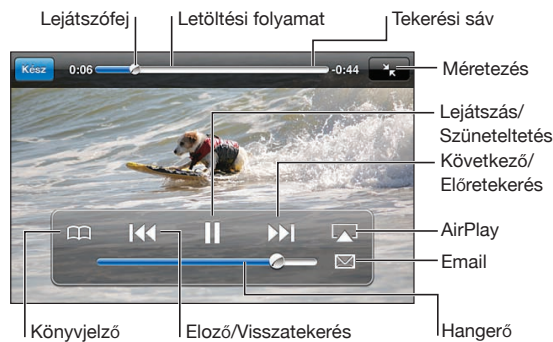 Lejátszófej
Letöltési folyamat
Tekerési sáv
Kész
0:06
-0:44
Méretezés
Lejátszás/
Szüneteltetés
Következő/
Előretekerés
AirPlay
Email
Könyvjelző
Eloző/Visszatekerés
Hangerő